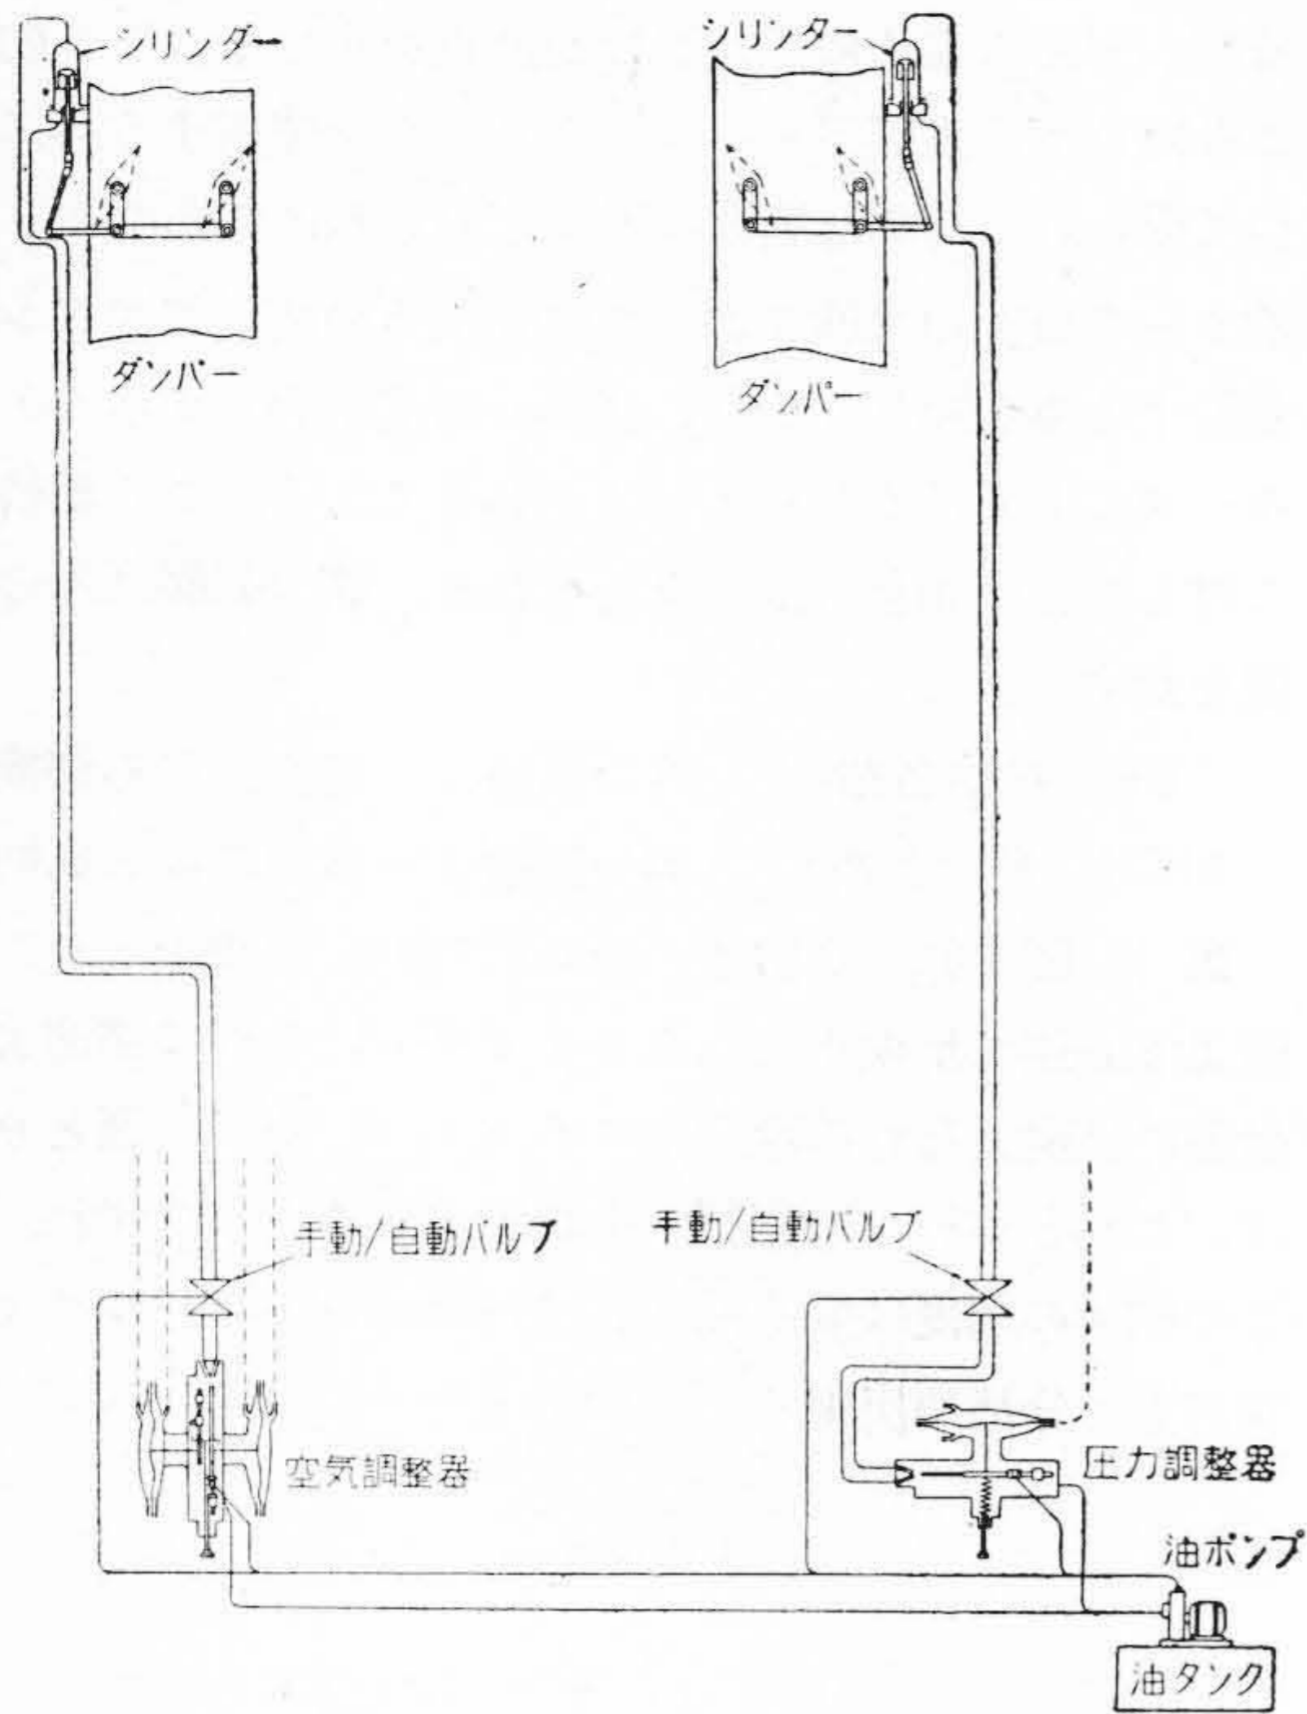 シリンダー
シリンター
ダンパー
ダンパー
手動/自動バルブ
手動/自動バルブ
空気調整器
圧力調整器
油ポンプ
油タンク